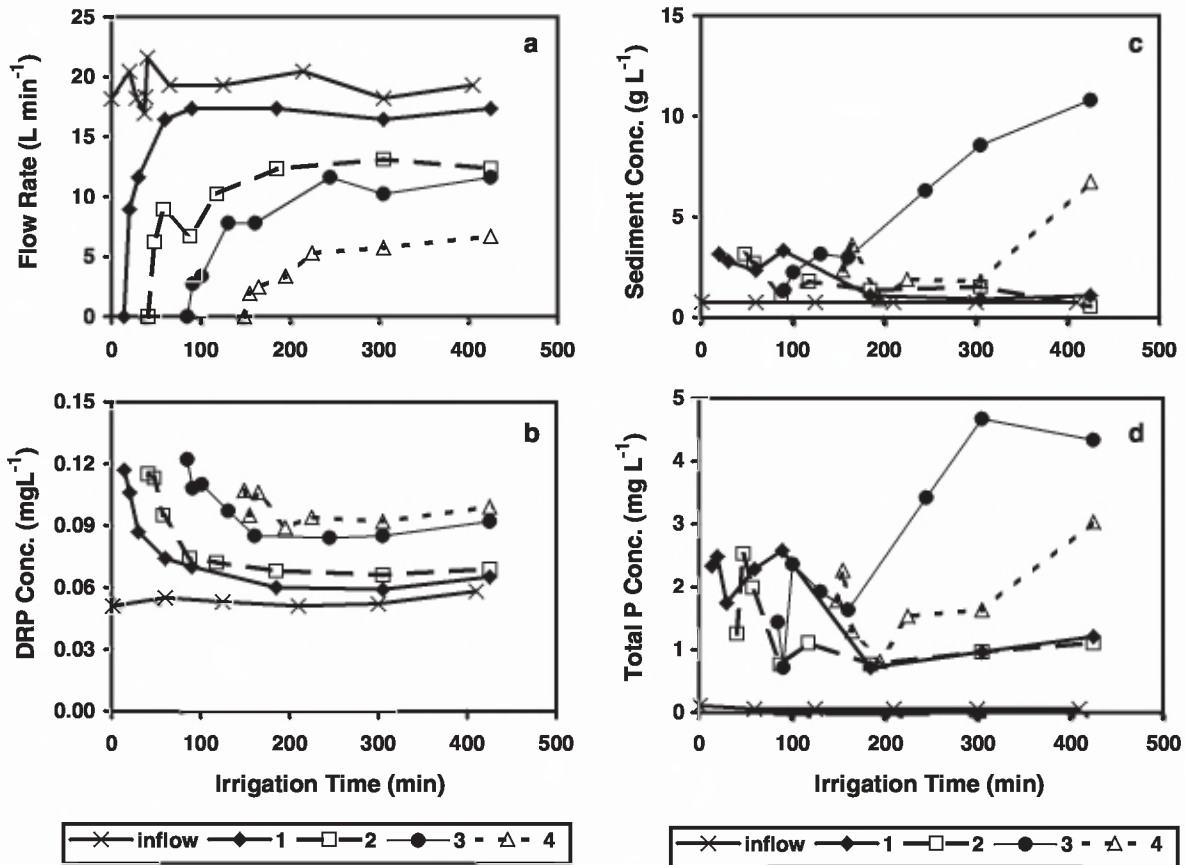 a
Flow Rate (L min⁻¹)
25
20
15
10
5
0
0 100 200 300 400 500
b
DRP Conc. (mgL⁻¹)
0.15
0.12
0.09
0.06
0.03
0.00
0 100 200 300 400 500
Irrigation Time (min)
inflow 1 2 3 4
c
Sediment Conc. (g L⁻¹)
15
10
5
0
0 100 200 300 400 500
d
Total P Conc. (mg L⁻¹)
5
4
3
2
1
0
0 100 200 300 400 500
Irrigation Time (min)
inflow 1 2 3 4